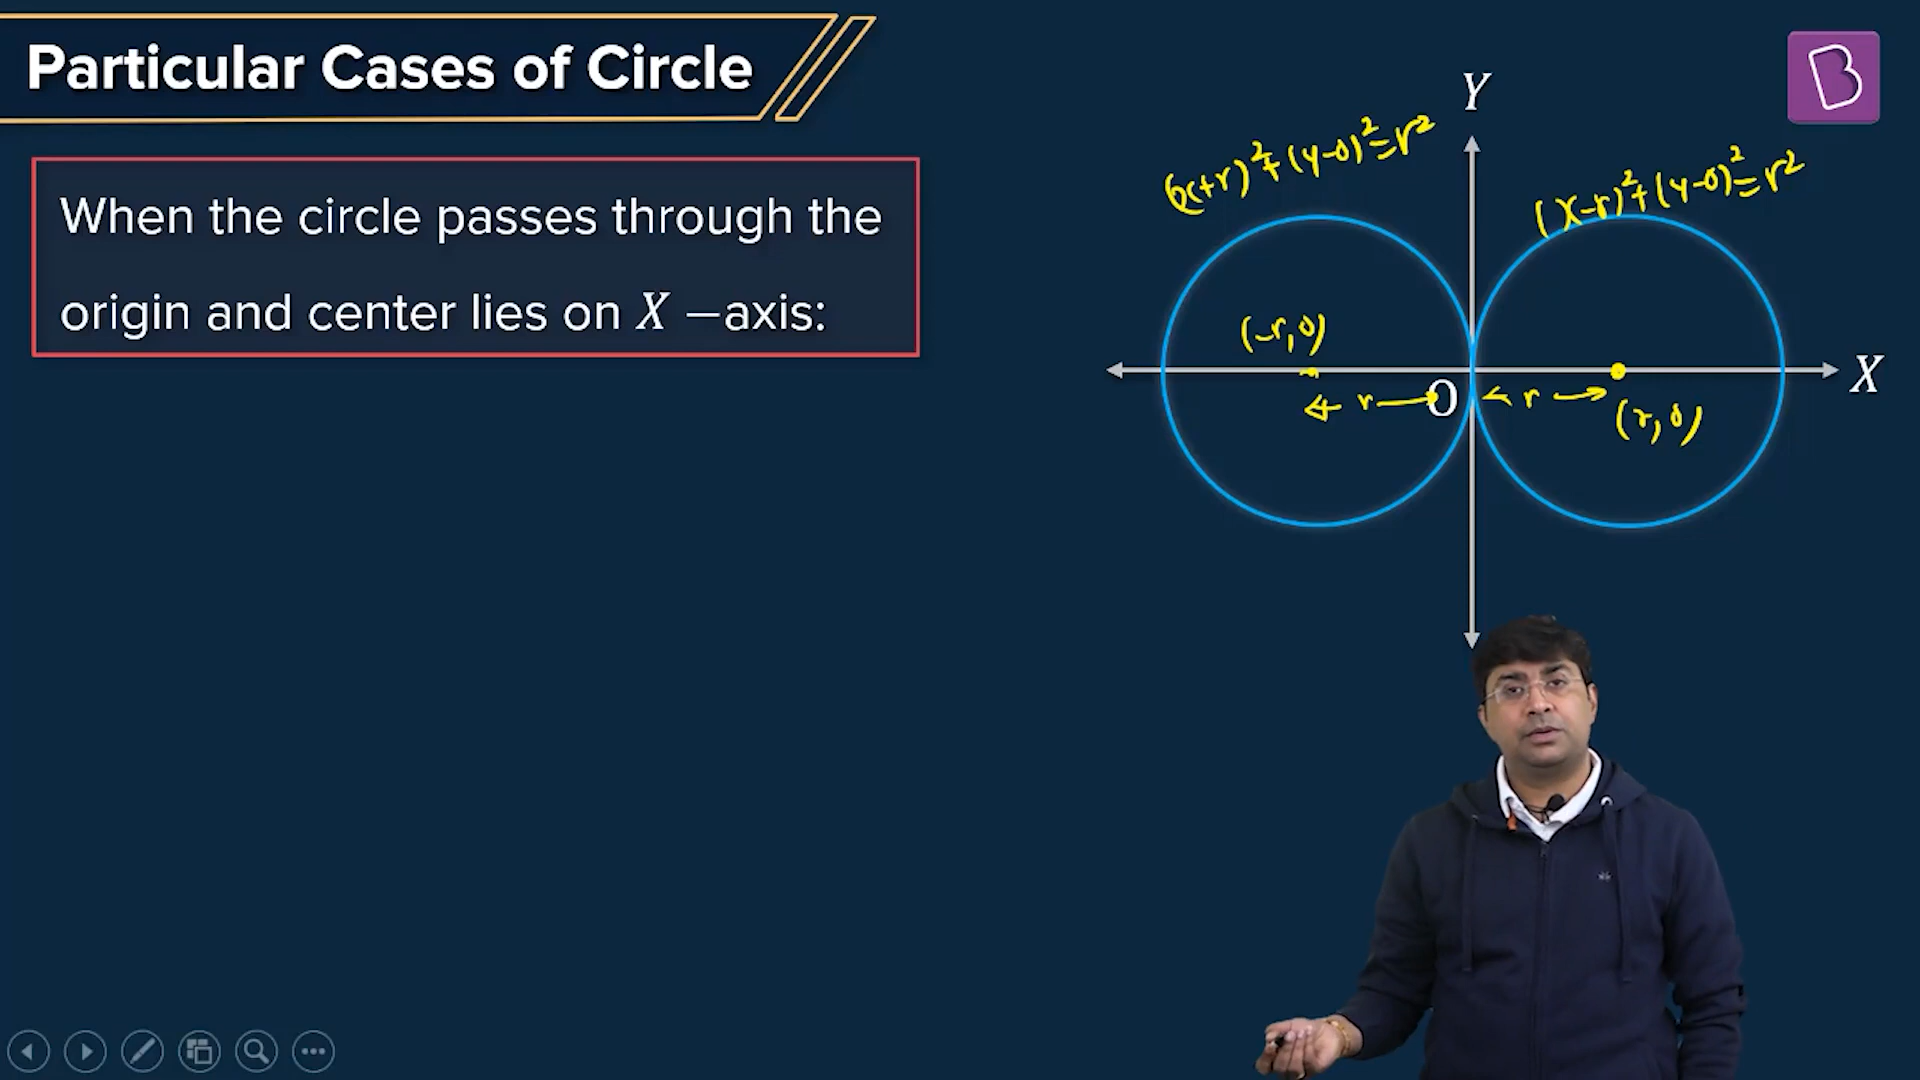 Particular Cases of Circle
When the circle passes through the
origin and center lies on X –axis:
B
Y
(x+r)²+(y-0)²=r²
(x-r)²+(y-0)²=r²
(-r,0)
X
r
O
r
(r,0)